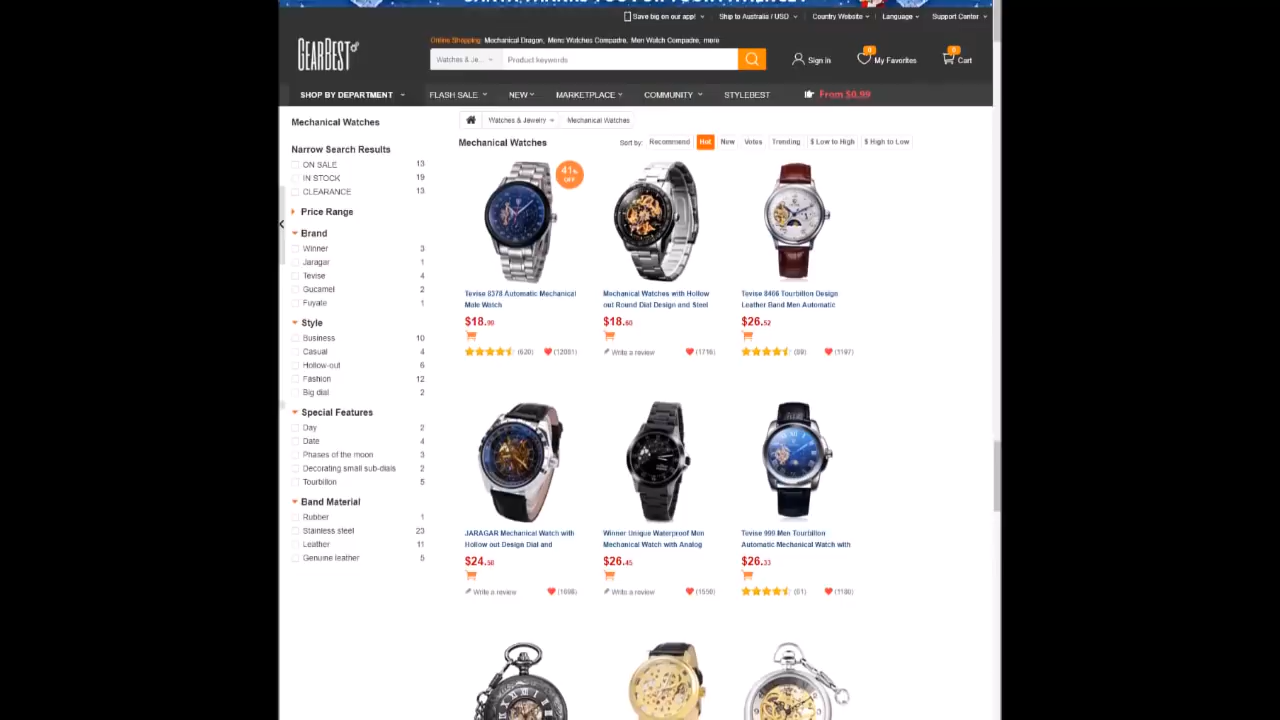 Save big on our app!
Ship to Australia / USD
Country Website
Language
Support Center
GEARBEST
Online Shopping: Mechanical Dragon, Mens Watches Compadre, Men Watch Compadre, more
Watches & Je...
Product keywords
Sign in
0
My Favorites
0
Cart
SHOP BY DEPARTMENT
FLASH SALE
NEW
MARKETPLACE
COMMUNITY
STYLEBEST
From $0.99
Mechanical Watches
Narrow Search Results
ON SALE 13
IN STOCK 19
CLEARANCE 13
Price Range
Brand
Winner 3
Jaragar 1
Tevise 4
Gucamel 2
Fuyate 1
Style
Business 10
Casual 4
Hollow-out 6
Fashion 12
Big dial 2
Special Features
Day 2
Date 4
Phases of the moon 3
Decorating small sub-dials 2
Tourbillon 5
Band Material
Rubber 1
Stainless steel 23
Leather 11
Genuine leather 5
Watches & Jewelry
Mechanical Watches
Mechanical Watches
Sort by: Recommend Hot New Votes Trending $ Low to High $ High to Low
41%
OFF
Tevise 8378 Automatic Mechanical
Male Watch
$18.90
(620) (12061)
Mechanical Watches with Hollow
out Round Dial Design and Steel
$18.60
Write a review (1716)
Tevise 8466 Tourbillon Design
Leather Band Men Automatic
$26.52
(89) (1197)
JARAGAR Mechanical Watch with
Hollow out Design Dial and
$24.50
Write a review
Winner Unique Waterproof Men
Mechanical Watch with Analog
$26.45
Write a review (1550)
Tevise 999 Men Tourbillon
Automatic Mechanical Watch with
$26.33
(61) (1180)